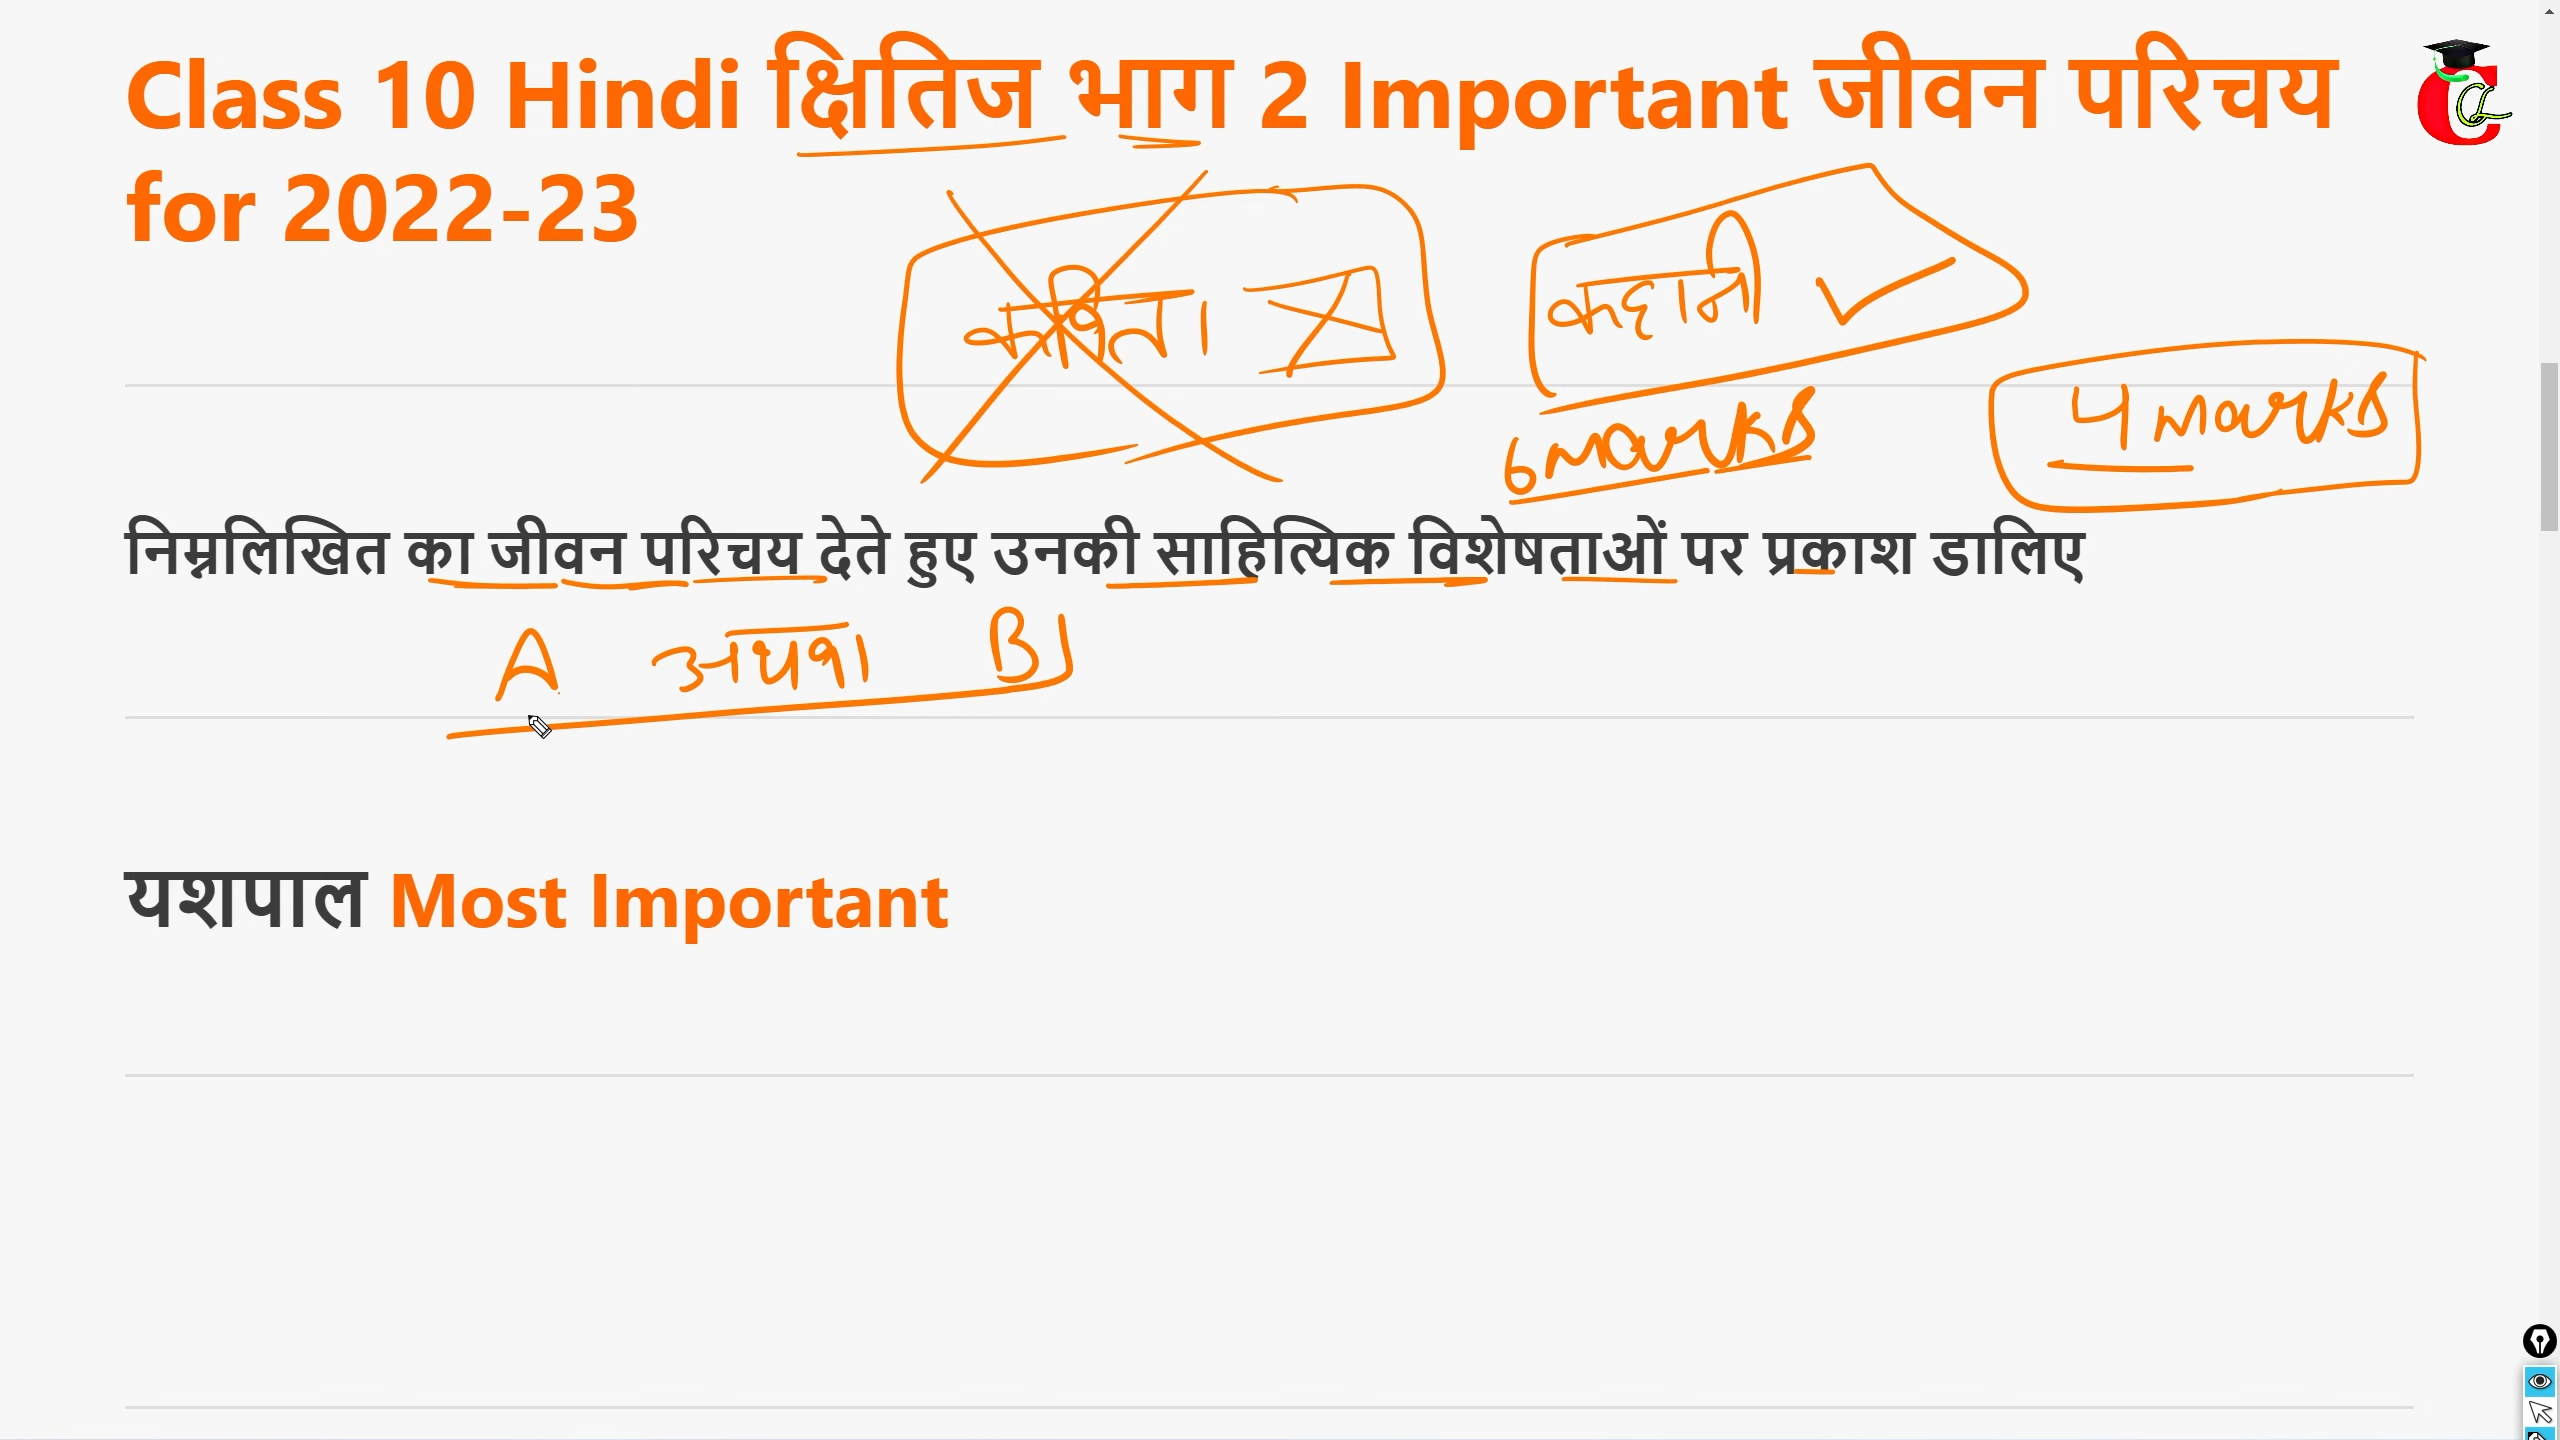 Class 10 Hindi क्षितिज भाग 2 Important जीवन परिचय
for 2022-23
कविता
कहानी
6 marks
4 marks
निम्नलिखित का जीवन परिचय देते हुए उनकी साहित्यिक विशेषताओं पर प्रकाश डालिए
A अथवा B
यशपाल Most Important